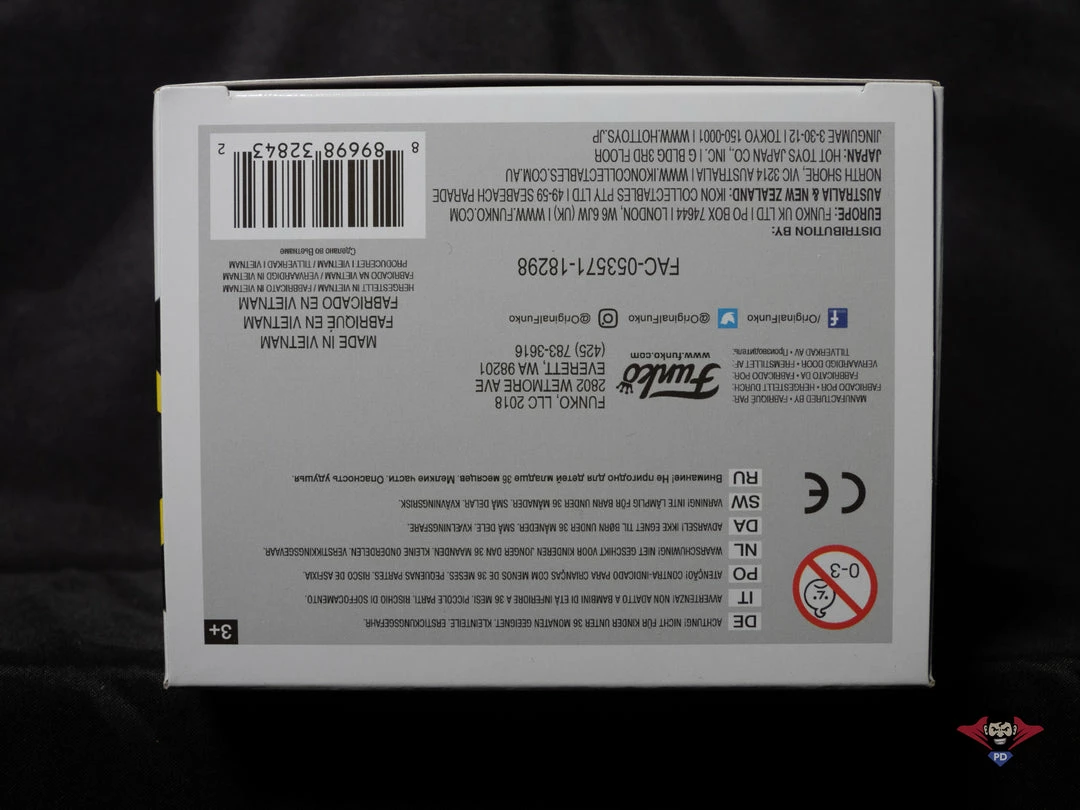 DE ACHTUNG! NICHT FÜR KINDER UNTER 36 MONATEN GEEIGNET. KLEINTEILE. ERSTICKUNGSGEFAHR.
IT AVVERTENZA! NON ADATTO A BAMBINI DI ETÀ INFERIORE A 36 MESI. PICCOLE PARTI. RISCHIO DI SOFFOCAMENTO.
PO ATENÇÃO! CONTRA-INDICADO PARA CRIANÇAS COM MENOS DE 36 MESES. PEQUENAS PARTES. RISCO DE ASFIXIA
NL WAARSCHUWING! NIET GESCHIKT VOOR KINDEREN JONGER DAN 36 MAANDEN. KLEINE ONDERDELEN. VERSTIKKINGSGEVAAR.
DA ADVARSEL! IKKE EGNET TIL BØRN UNDER 36 MÅNEDER. SMÅ DELE. KVÆLNINGSFARE.
SW VARNING! INTE LÄMPLIG FÖR BARN UNDER 36 MÅNADER. SMÅ DELAR. KVÄVNINGSRISK.
RU Внимание! Не пригодно для детей младше 36 месяцев. Мелкие части. Опасность удушья.
0-3
CE
3+
MANUFACTURED BY • FABRIQUÉ PAR:
FABRICADO POR • HERGESTELLT DURCH:
FABBRICATO DA • FABRICADO POR:
VERVAARDIGD DOOR • FREMSTILLET AF:
TILLVERKAD AV • Производитель:
Funko
www.funko.com
FUNKO, LLC 2018
2802 WETMORE AVE
EVERETT, WA 98201
(425) 783-3616
/OriginalFunko @OriginalFunko @OriginalFunko
MADE IN VIETNAM
FABRIQUÉ EN VIETNAM
FABRICADO EN VIETNAM
HERGESTELLT IN VIETNAM / FABBRICATO IN VIETNAM
FABRICADO NA VIETNAM / VERVAARDIGD IN VIETNAM
PRODUCERET I VIETNAM / TILLVERKAD I VIETNAM
Сделано во Вьетнаме
FAC-053571-18298
DISTRIBUTION BY:
EUROPE: FUNKO UK LTD | PO BOX 74644 | LONDON, W6 6JW (UK) | WWW.FUNKO.COM
AUSTRALIA & NEW ZEALAND: IKON COLLECTABLES PTY LTD | 49-59 SEABEACH PARADE
NORTH SHORE, VIC 3214 AUSTRALIA | WWW.IKONCOLLECTABLES.COM.AU
JAPAN: HOT TOYS JAPAN CO., INC. | G BLDG 3RD FLOOR
JINGUMAE 3-30-12 | TOKYO 150-0001 | WWW.HOTTOYS.JP
8 89698 32843 2
PD